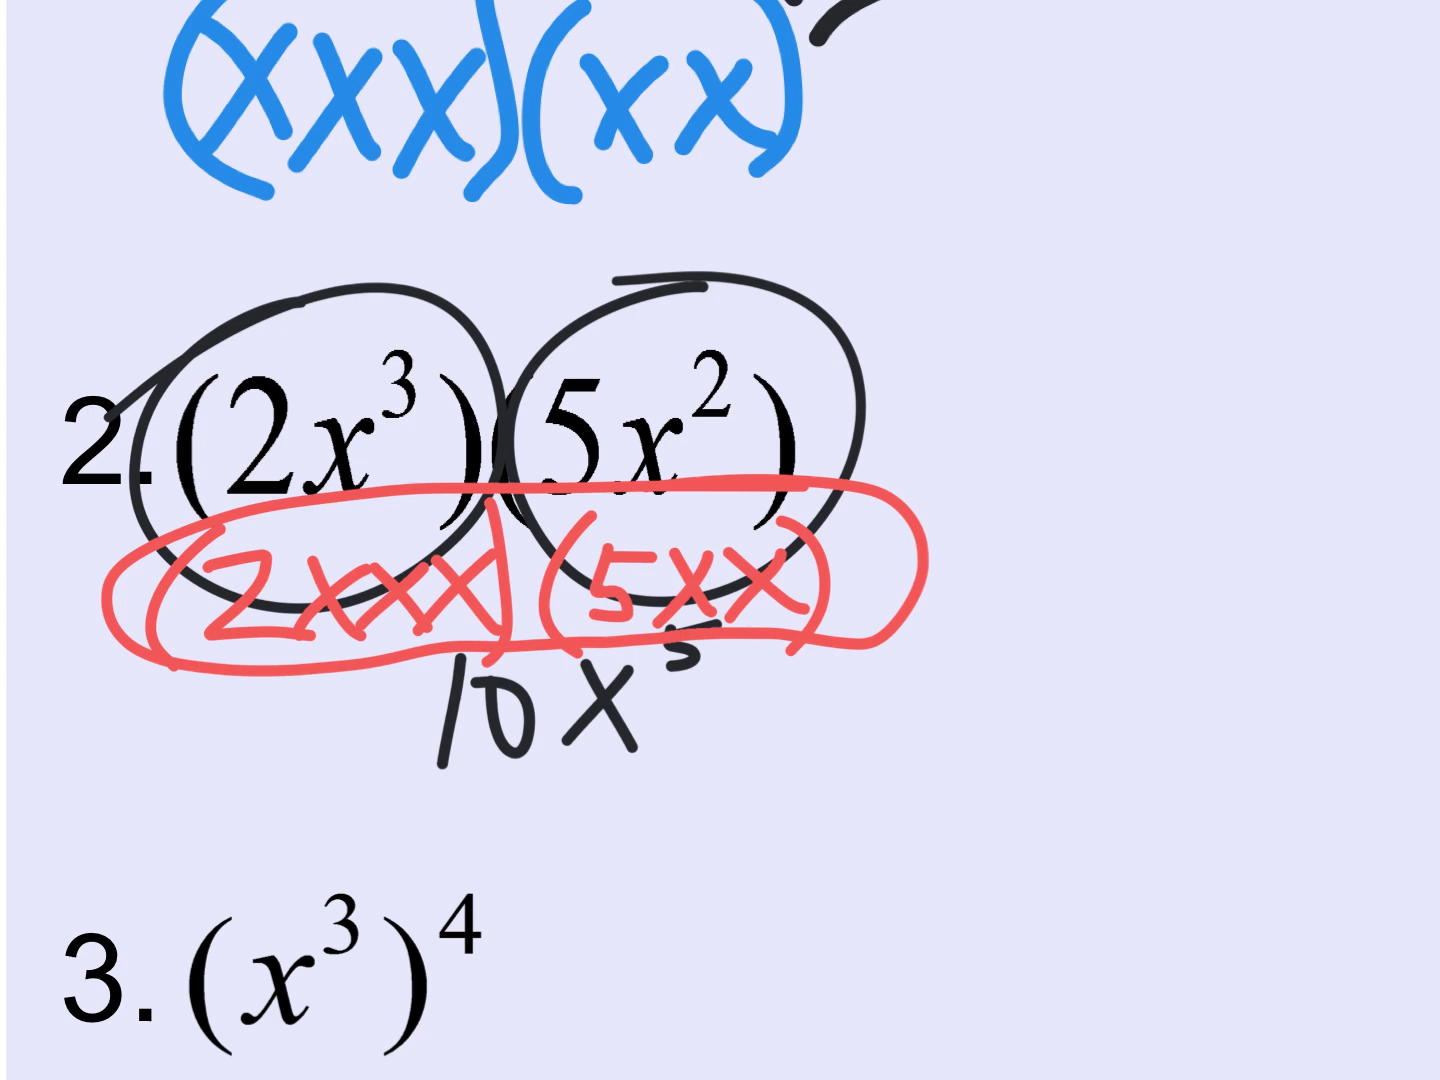 (xxx)(xx)
2. (2x³)(5x²)
(2xxx)(5xx)
10x⁵
3. (x³)⁴